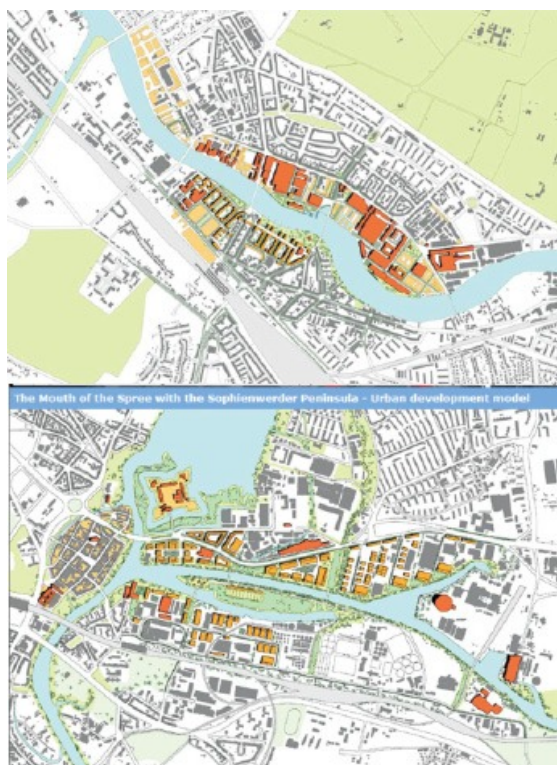 The Mouth of the Spree with the Sophienwerder Peninsula - Urban development model